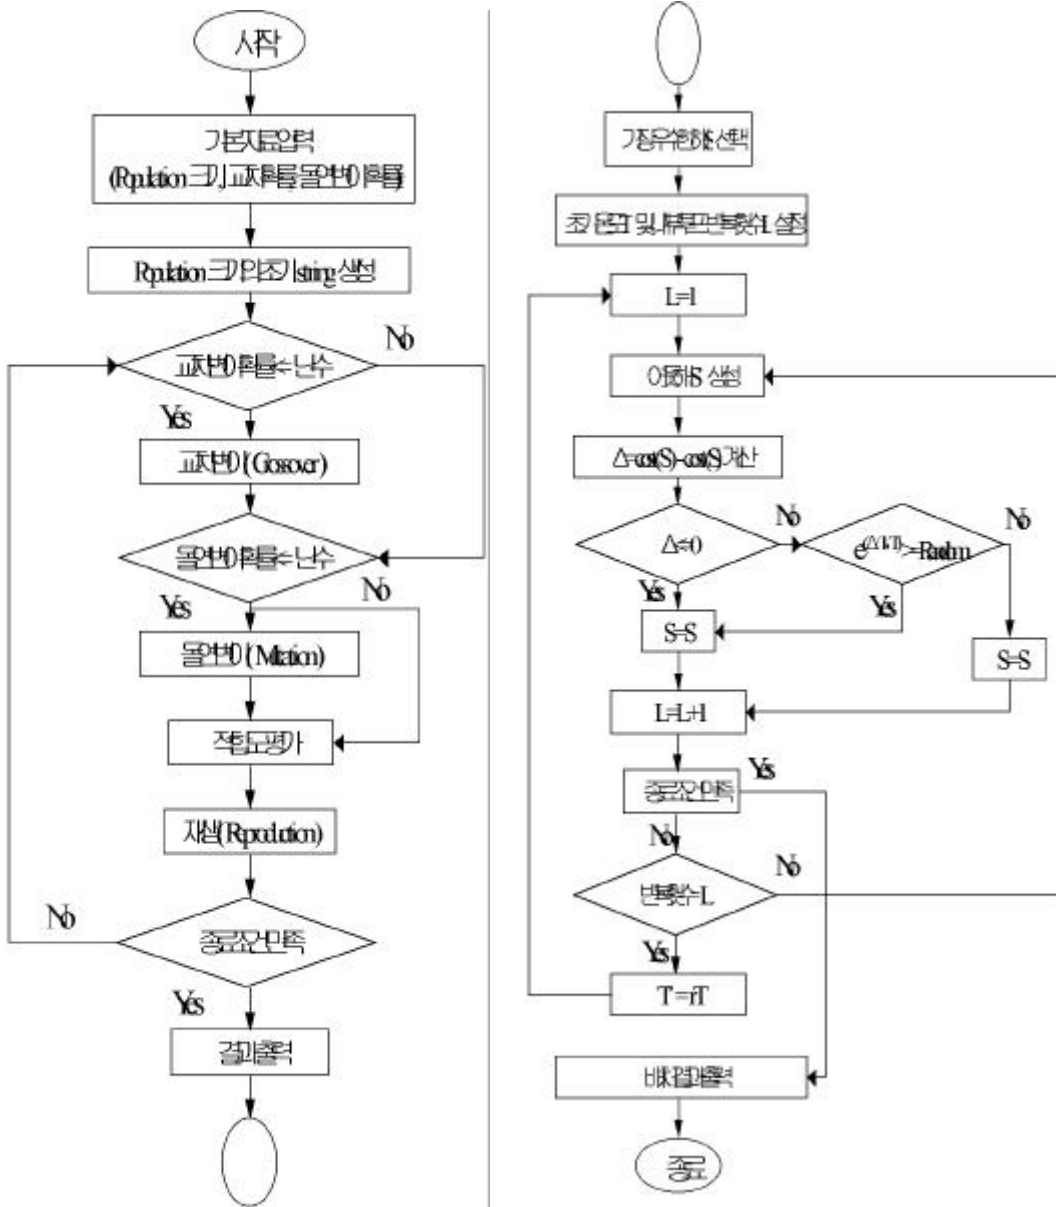 시작
기본자료입력
(Population 크기, 교차확률, 돌연변이확률)
Population 크기의 초기 string 생성
교차변이확률<= 난수
No
Yes
교차변이(Crossover)
돌연변이확률<= 난수
No
Yes
돌연변이(Mutation)
적합도평가
재생(Reproduction)
종료조건만족
No
Yes
결과출력
가장우수한해S선택
초기온도T 및 내부루프반복횟수L 설정
L=1
이웃해S' 생성
Δ=cost(S')-cost(S) 계산
Δ<=0
No
Yes
e^(-Δ/T)>=Random
No
Yes
S=S'
S=S
L=L+1
종료조건만족
Yes
No
반복횟수=L
No
Yes
T = rT
배치결과출력
종료